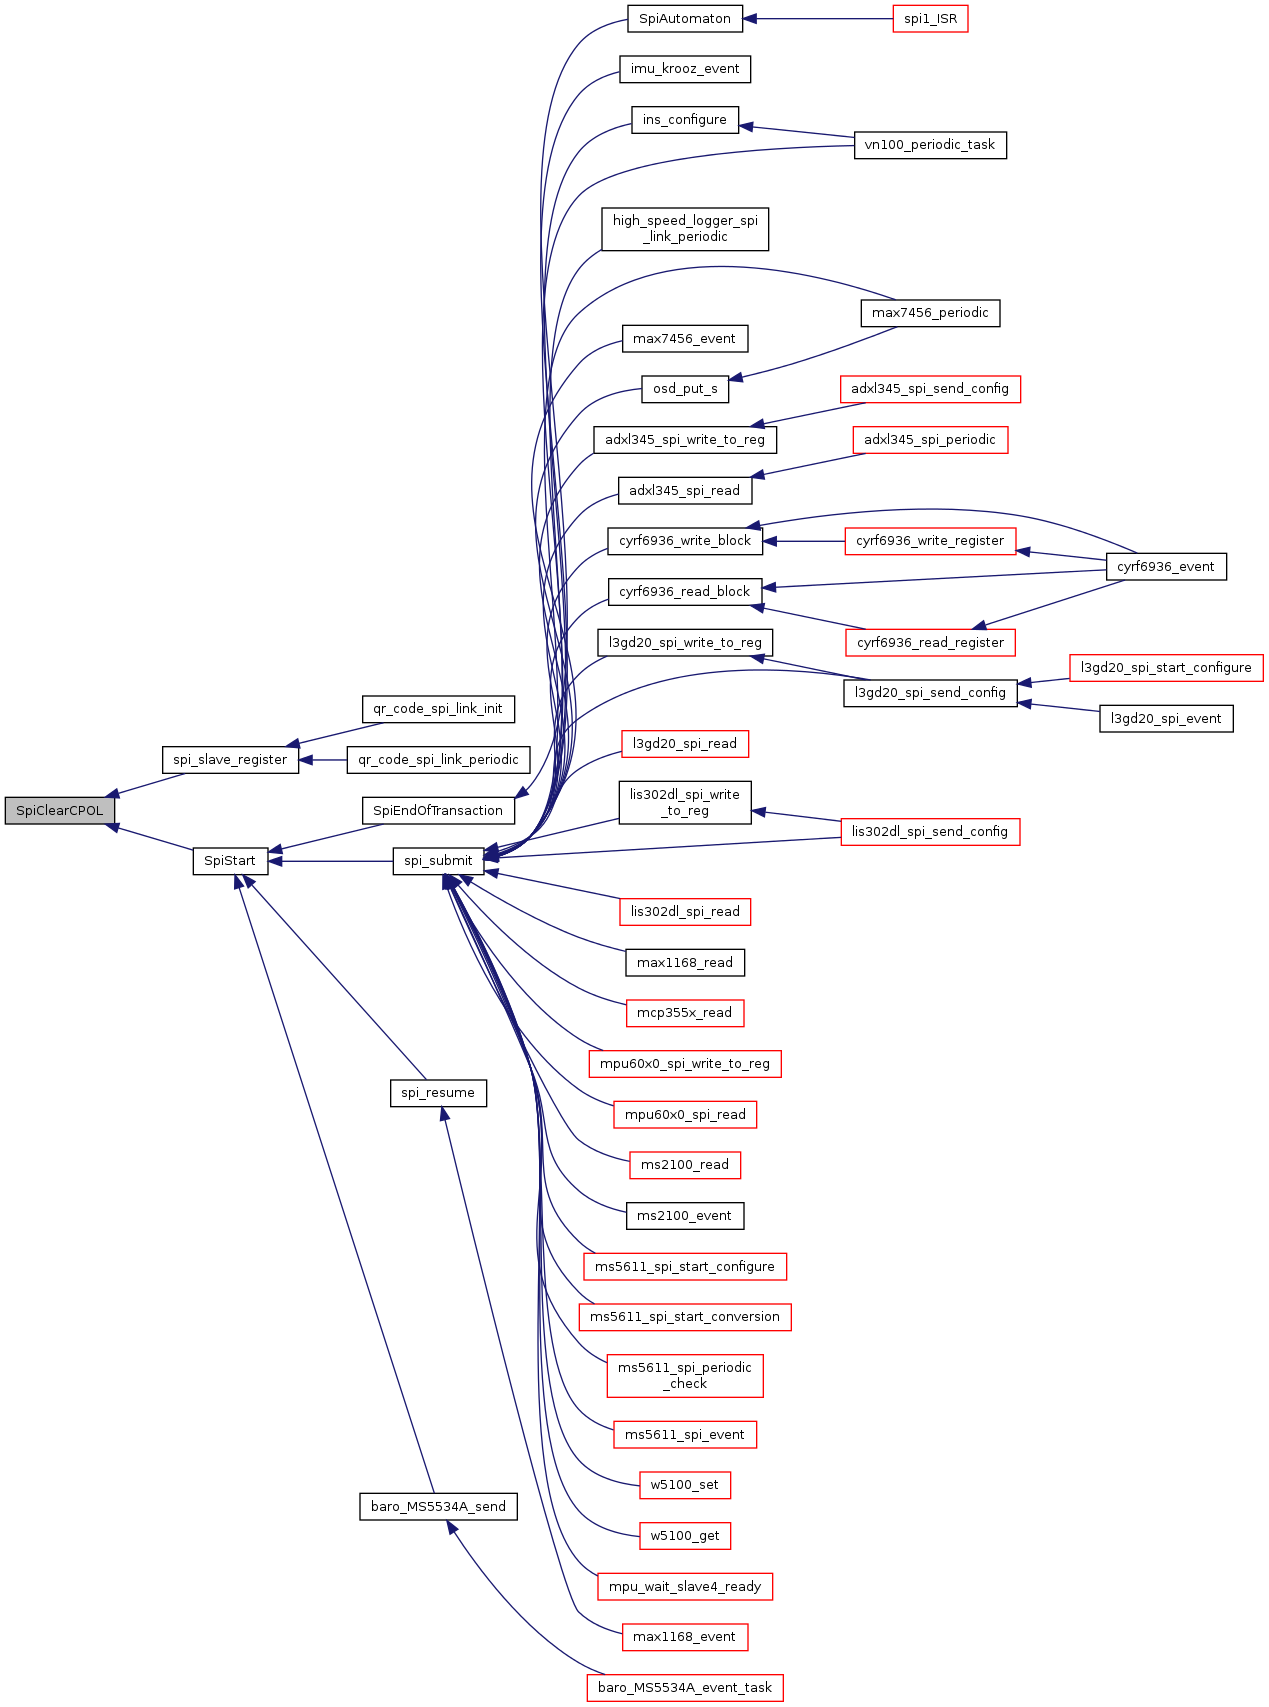 SpiAutomaton
spi1_ISR
imu_krooz_event
ins_configure
vn100_periodic_task
high_speed_logger_spi
_link_periodic
max7456_periodic
max7456_event
osd_put_s
adxl345_spi_send_config
adxl345_spi_write_to_reg
adxl345_spi_periodic
adxl345_spi_read
cyrf6936_write_block
cyrf6936_write_register
cyrf6936_event
cyrf6936_read_block
cyrf6936_read_register
l3gd20_spi_write_to_reg
l3gd20_spi_start_configure
l3gd20_spi_send_config
l3gd20_spi_event
qr_code_spi_link_init
l3gd20_spi_read
spi_slave_register
qr_code_spi_link_periodic
SpiClearCPOL
SpiEndOfTransaction
lis302dl_spi_write
_to_reg
lis302dl_spi_send_config
SpiStart
spi_submit
lis302dl_spi_read
max1168_read
mcp355x_read
mpu60x0_spi_write_to_reg
spi_resume
mpu60x0_spi_read
ms2100_read
ms2100_event
ms5611_spi_start_configure
ms5611_spi_start_conversion
ms5611_spi_periodic
_check
ms5611_spi_event
w5100_set
baro_MS5534A_send
w5100_get
mpu_wait_slave4_ready
max1168_event
baro_MS5534A_event_task